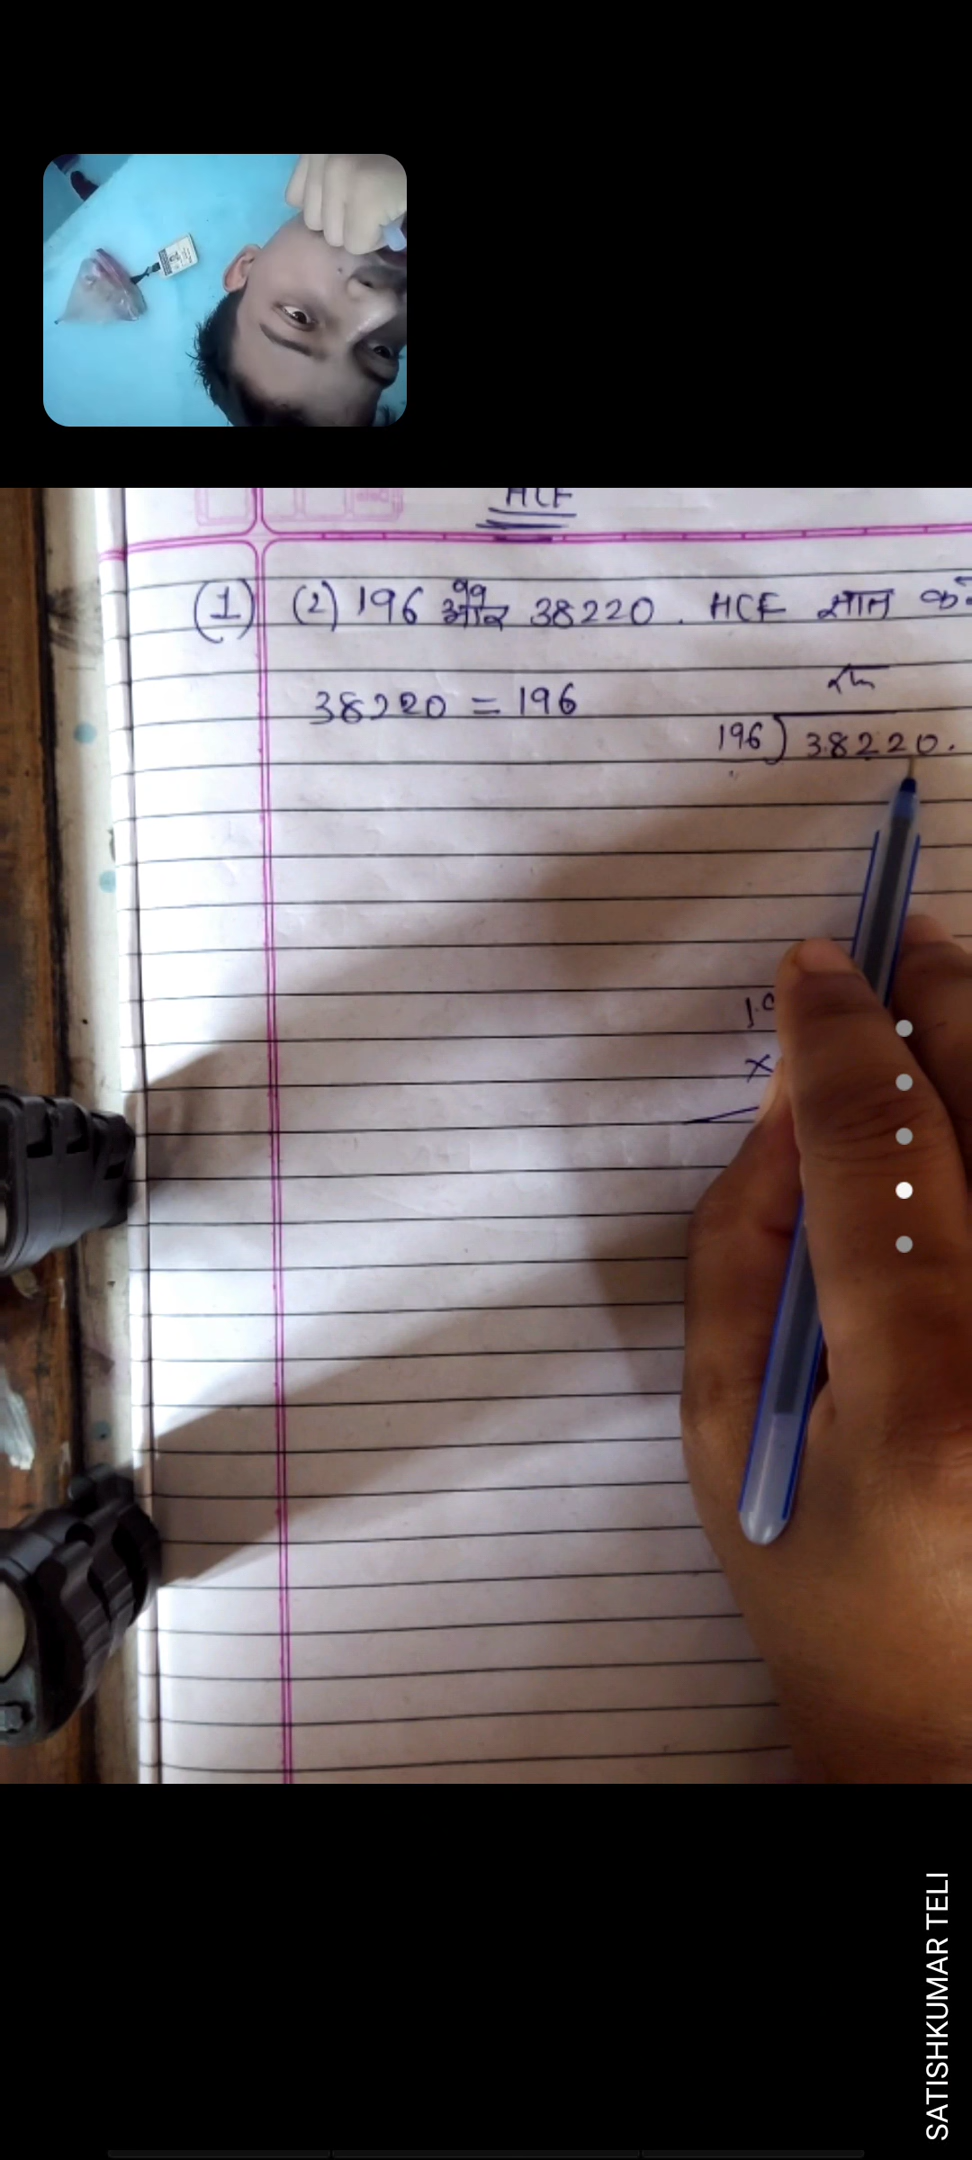 HCF
(1) (2) 196 और 38220. HCF ज्ञात
38220 = 196
196) 38220.
×
SATISHKUMAR TELI